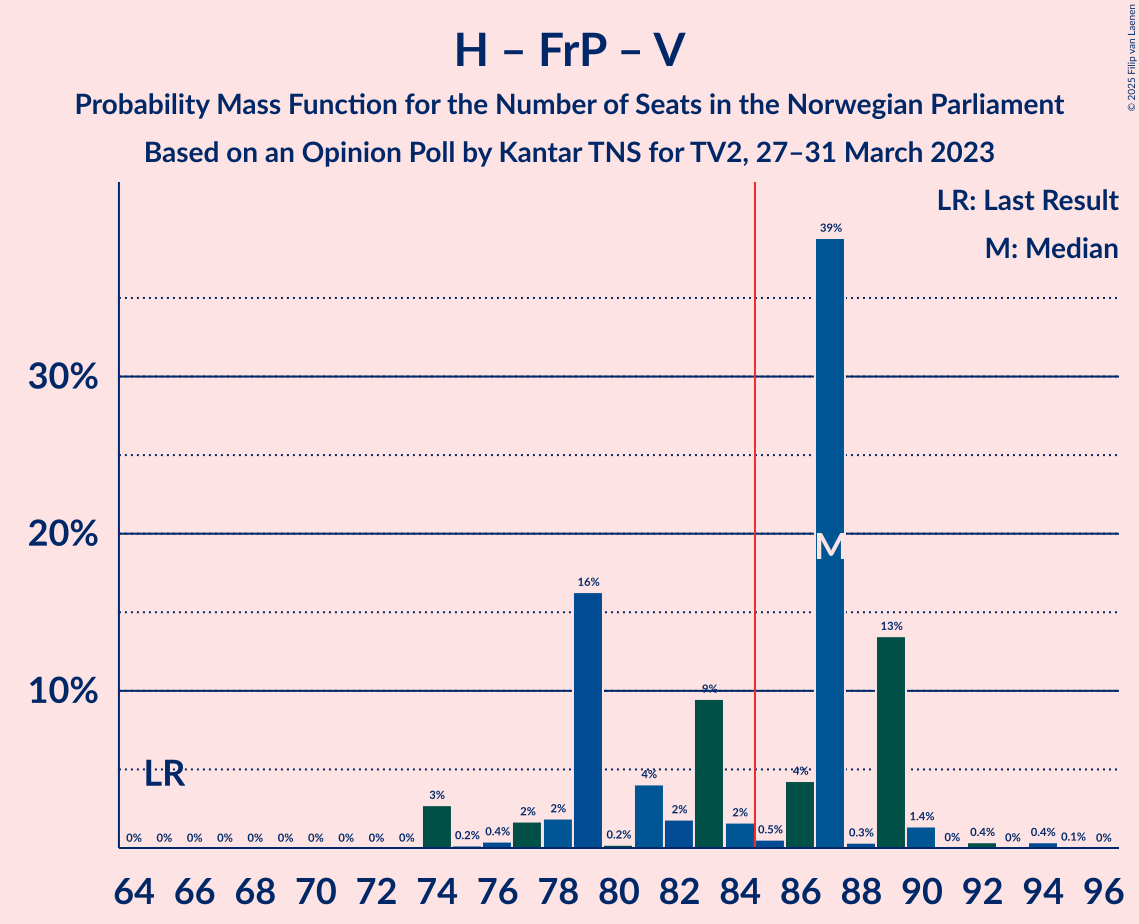 H – FrP – V
Probability Mass Function for the Number of Seats in the Norwegian Parliament
Based on an Opinion Poll by Kantar TNS for TV2, 27–31 March 2023
© 2025 Filip van Laenen
LR: Last Result
M: Median
39%
30%
20%
M
16%
13%
10%
9%
LR
4%
4%
3%
2%
2%
2%
2%
1.4%
0% 0% 0% 0% 0% 0% 0% 0% 0% 0% 0.2% 0.4% 0.2% 0.5% 0.3% 0% 0.4% 0% 0.4% 0.1% 0%
64 66 68 70 72 74 76 78 80 82 84 86 88 90 92 94 96